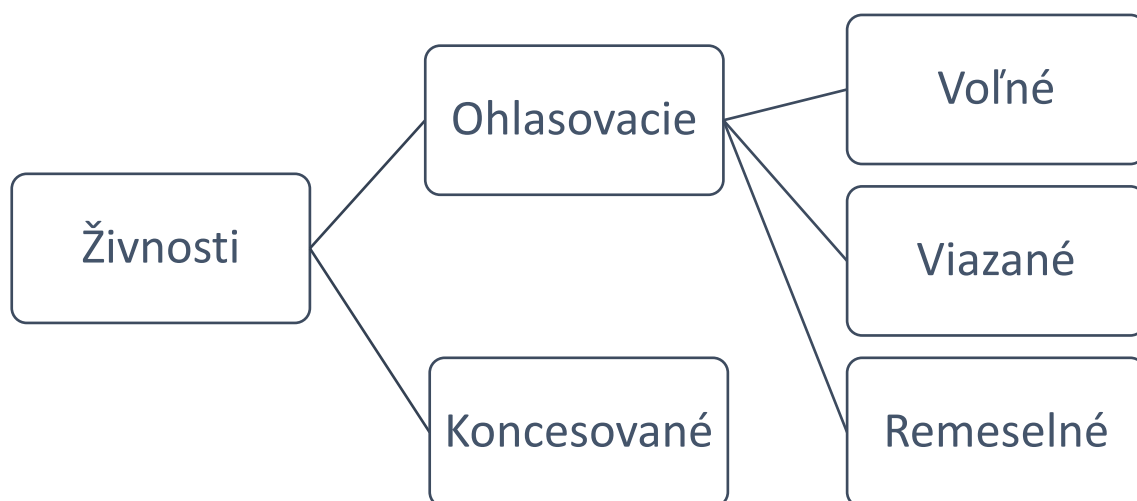 Živnosti
Ohlasovacie
Koncesované
Voľné
Viazané
Remeselné